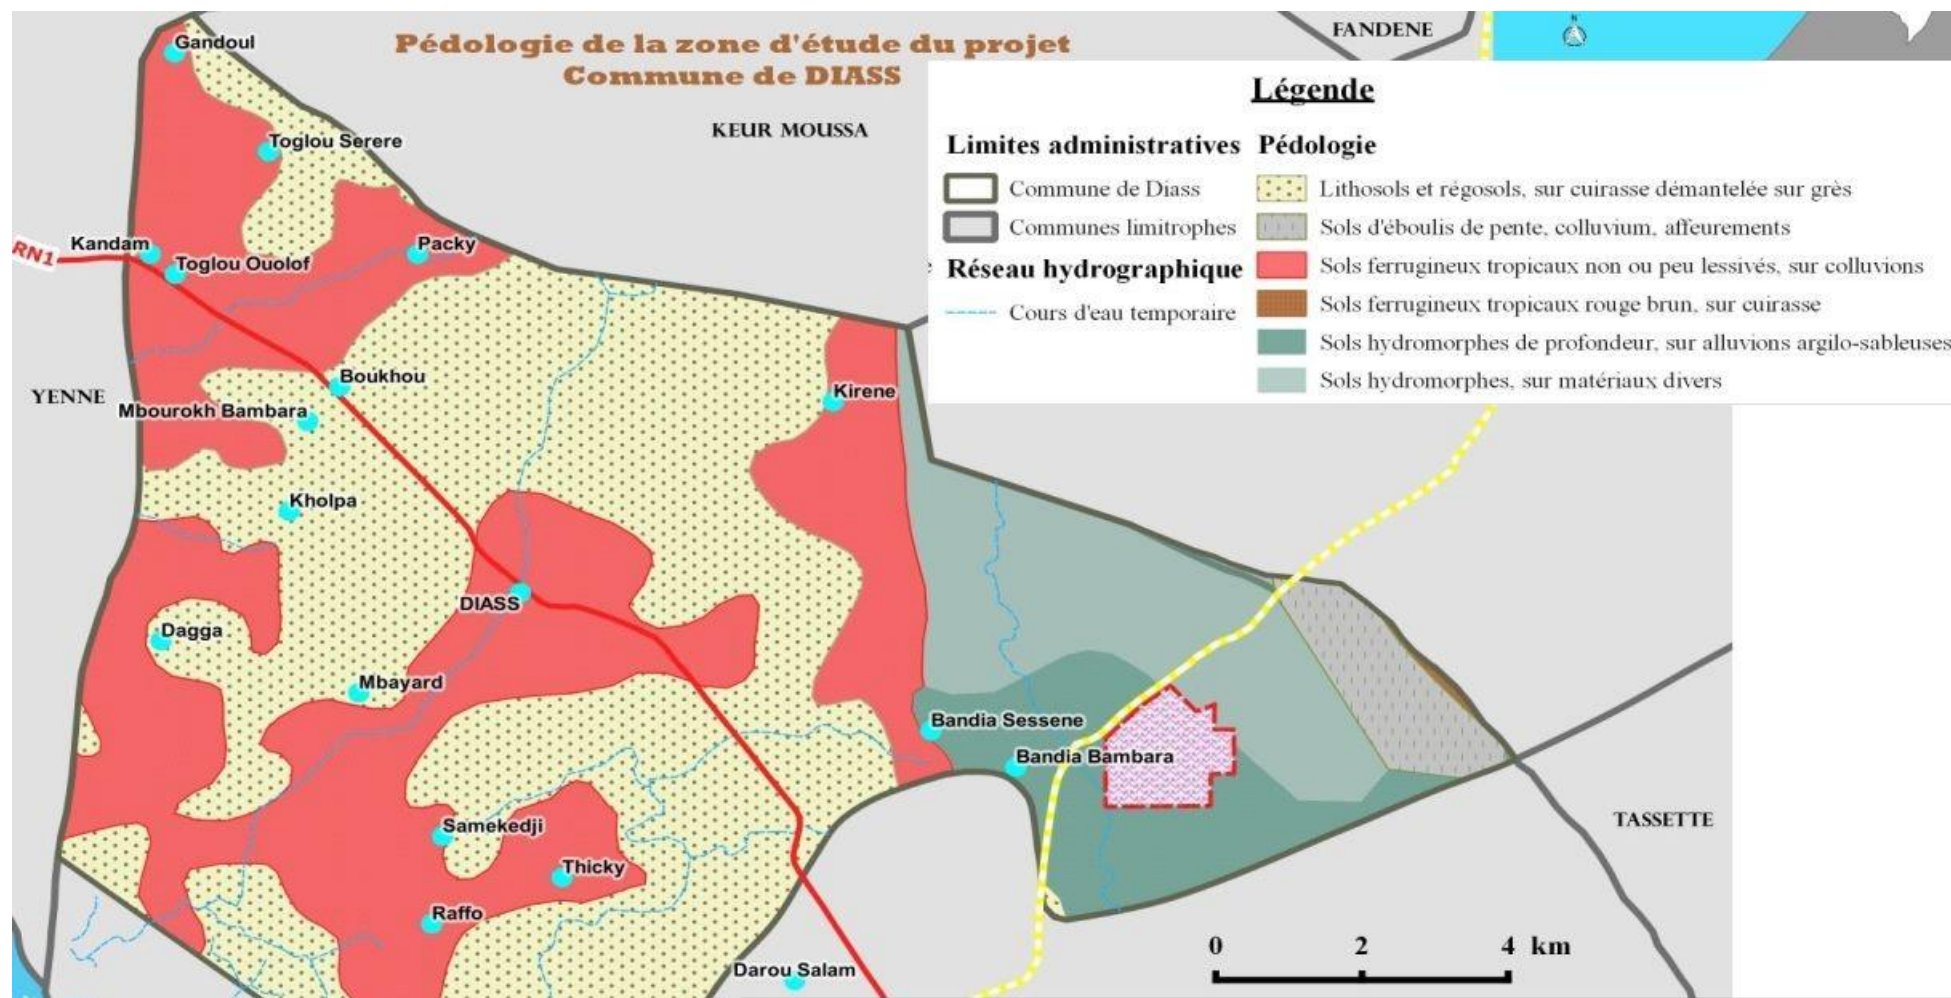 Pédologie de la zone d'étude du projet
Commune de DIASS
FANDENE
N
KEUR MOUSSA
Légende
Limites administratives
Commune de Diass
Communes limitrophes
Réseau hydrographique
Cours d'eau temporaire
Pédologie
Lithosols et régosols, sur cuirasse démantelée sur grès
Sols d'éboulis de pente, colluvium, affeurements
Sols ferrugineux tropicaux non ou peu lessivés, sur colluvions
Sols ferrugineux tropicaux rouge brun, sur cuirasse
Sols hydromorphes de profondeur, sur alluvions argilo-sableuses
Sols hydromorphes, sur matériaux divers
Gandoul
Toglou Serere
Kandam
Packy
RN1
Toglou Ouolof
Boukhou
YENNE
Mbourokh Bambara
Kirene
Kholpa
DIASS
Dagga
Mbayard
Bandia Sessene
Bandia Bambara
Samekedji
TASSETTE
Thicky
Raffo
Darou Salam
0 2 4 km